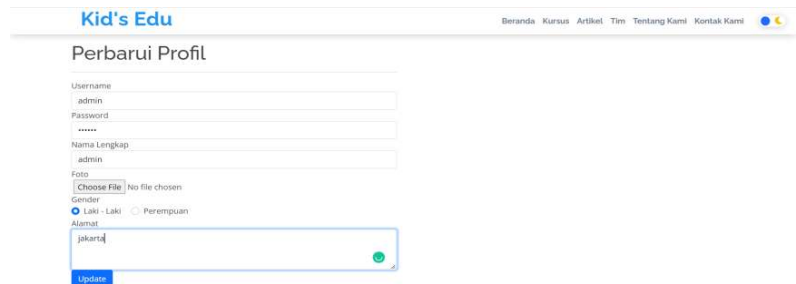 Kid's Edu
Beranda Kursus Artikel Tim Tentang Kami Kontak Kami
Perbarui Profil
Username
admin
Password
••••••
Nama Lengkap
admin
Foto
Choose File No file chosen
Gender
Laki - Laki Perempuan
Alamat
jakarta
Update